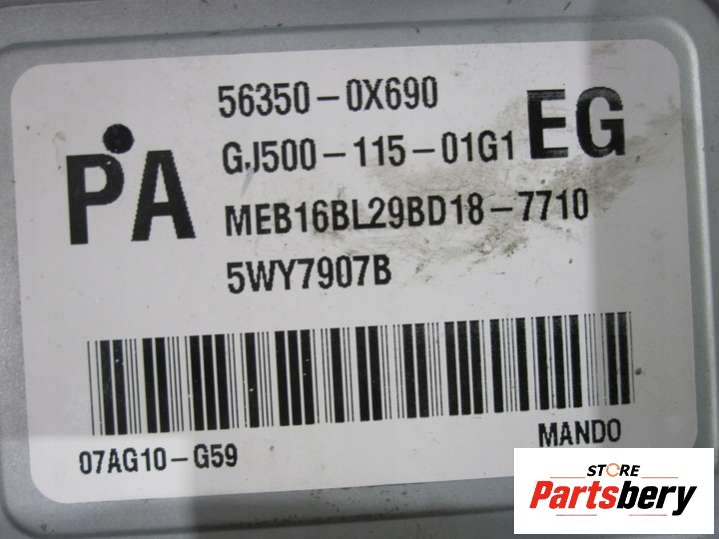 56350-0X690
GJ500-115-01G1
EG
PA
MEB16BL29BD18-7710
5WY7907B
07AG10-G59
MANDO
STORE
Partsbery